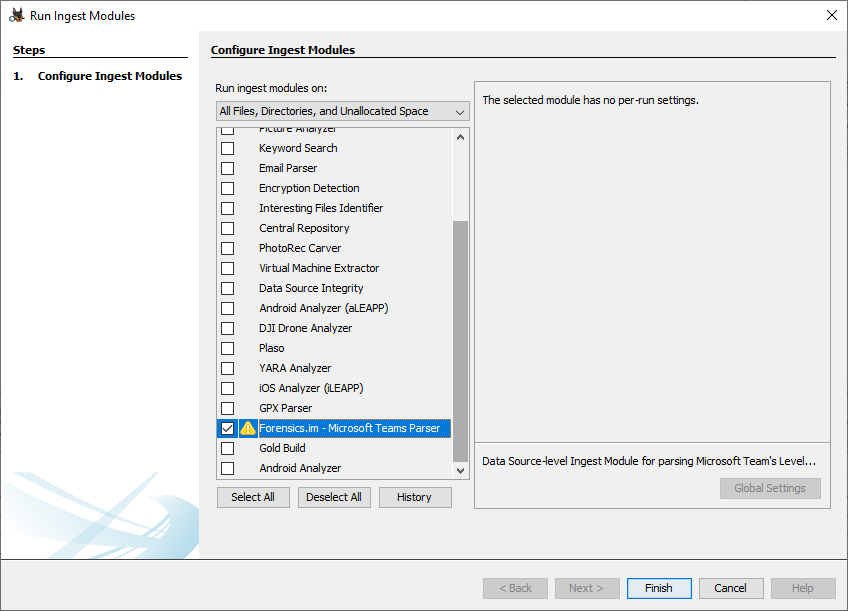 Run Ingest Modules
Steps
1. Configure Ingest Modules
Configure Ingest Modules
Run ingest modules on:
All Files, Directories, and Unallocated Space
Picture Analyzer
Keyword Search
Email Parser
Encryption Detection
Interesting Files Identifier
Central Repository
PhotoRec Carver
Virtual Machine Extractor
Data Source Integrity
Android Analyzer (aLEAPP)
DJI Drone Analyzer
Plaso
YARA Analyzer
iOS Analyzer (iLEAPP)
GPX Parser
Forensics.im - Microsoft Teams Parser
Gold Build
Android Analyzer
Select All
Deselect All
History
The selected module has no per-run settings.
Data Source-level Ingest Module for parsing Microsoft Team's Level...
Global Settings
< Back
Next >
Finish
Cancel
Help